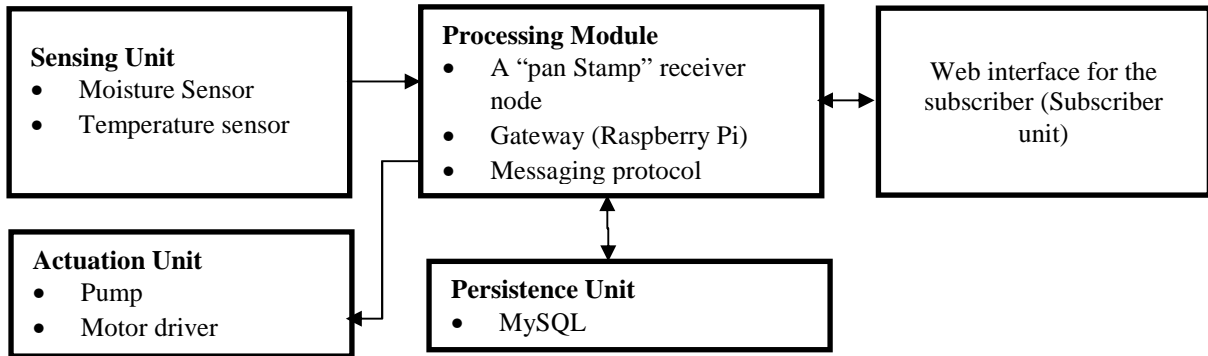 Sensing Unit
• Moisture Sensor
• Temperature sensor
Processing Module
• A “pan Stamp” receiver
node
• Gateway (Raspberry Pi)
• Messaging protocol
Web interface for the
subscriber (Subscriber
unit)
Actuation Unit
• Pump
• Motor driver
Persistence Unit
• MySQL